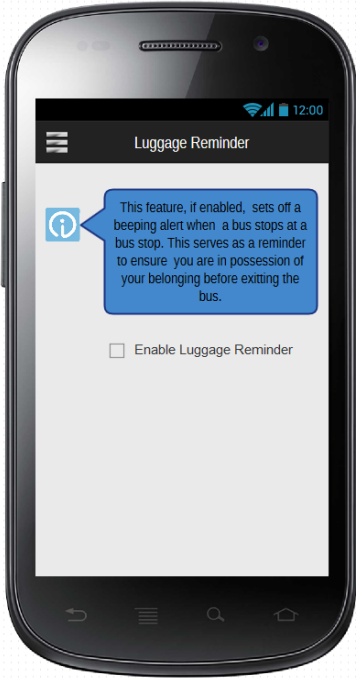 12:00
Luggage Reminder
This feature, if enabled, sets off a
beeping alert when a bus stops at a
bus stop. This serves as a reminder
to ensure you are in possession of
your belonging before exitting the
bus.
Enable Luggage Reminder